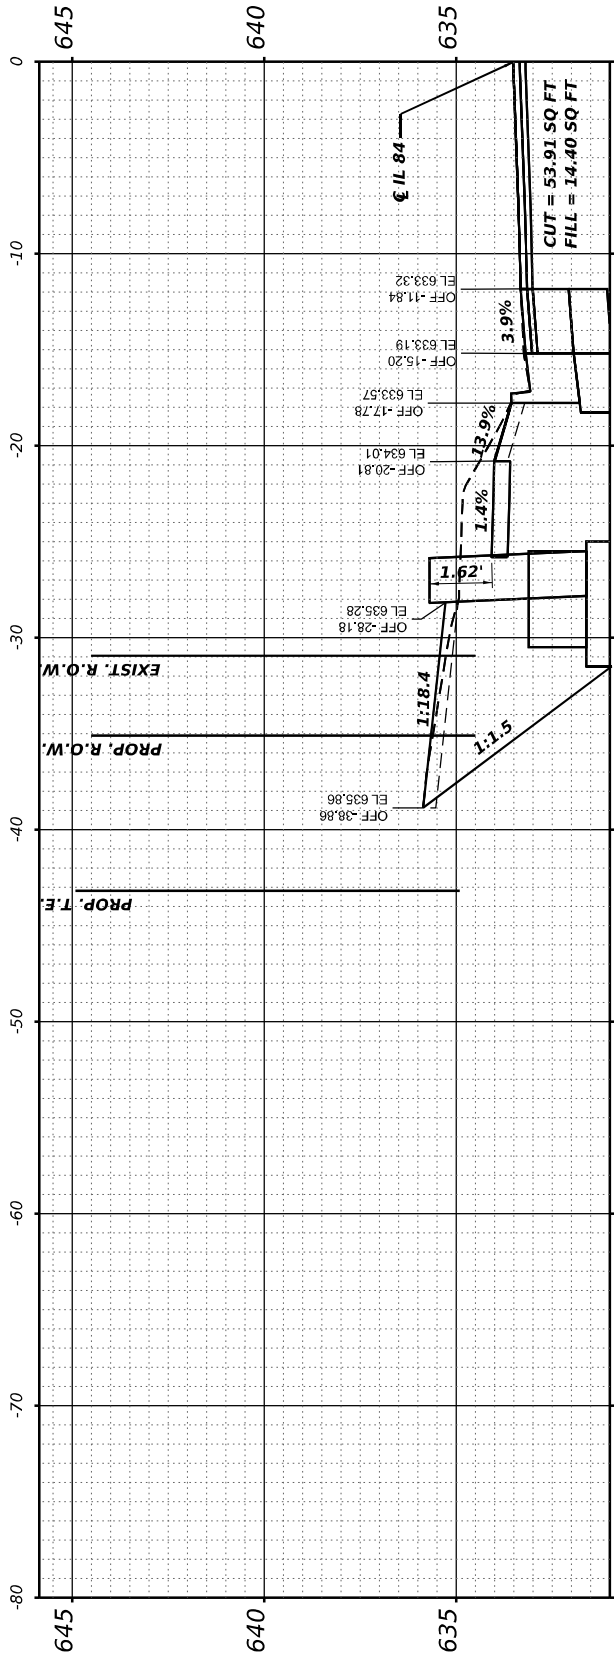 645
640
635
0
-10
-20
-30
-40
-50
-60
-70
-80
645
640
635
℄ IL 84
CUT = 53.91 SQ FT
FILL = 14.40 SQ FT
OFF -11.84
EL 633.32
3.9%
OFF -15.20
EL 633.19
OFF -17.78
EL 633.57
13.9%
OFF -20.81
EL 634.01
1.4%
1.62'
OFF -28.18
EL 635.28
EXIST. R.O.W.
1:18.4
PROP. R.O.W.
1:1.5
OFF -38.86
EL 635.86
PROP. T.E.